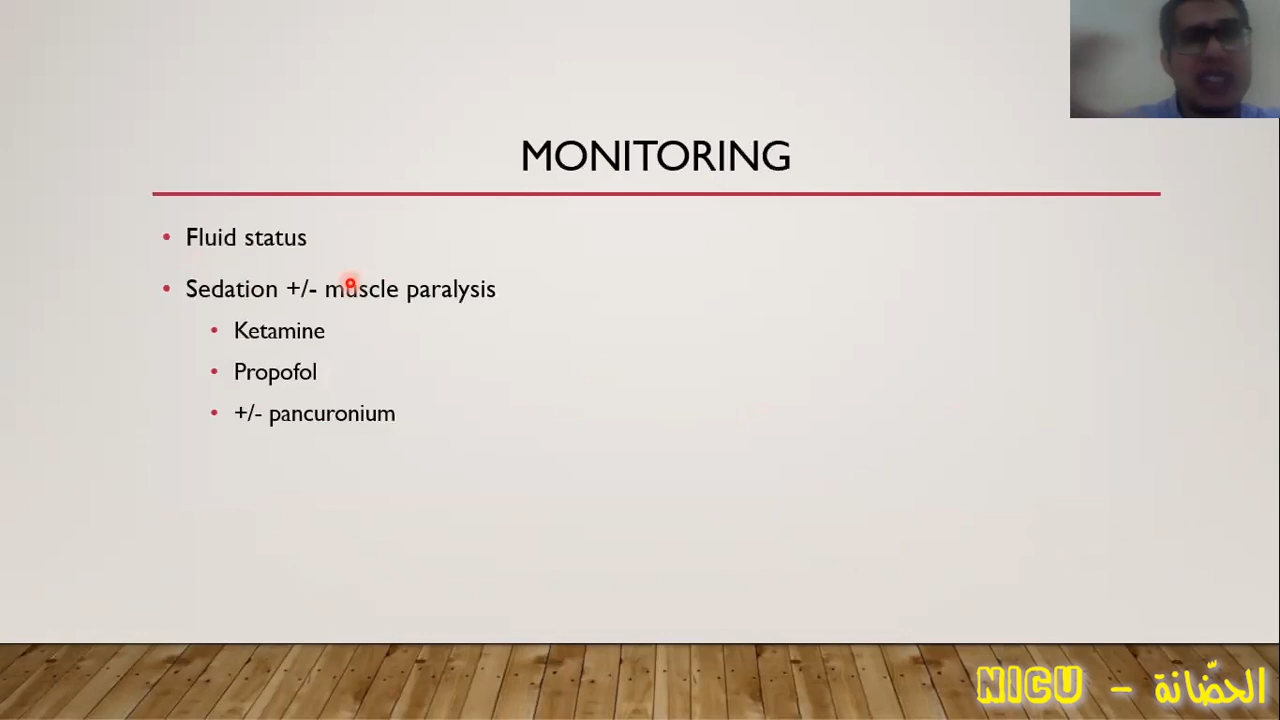 MONITORING
• Fluid status
• Sedation +/- muscle paralysis
• Ketamine
• Propofol
• +/- pancuronium
NICU – الحضّانة